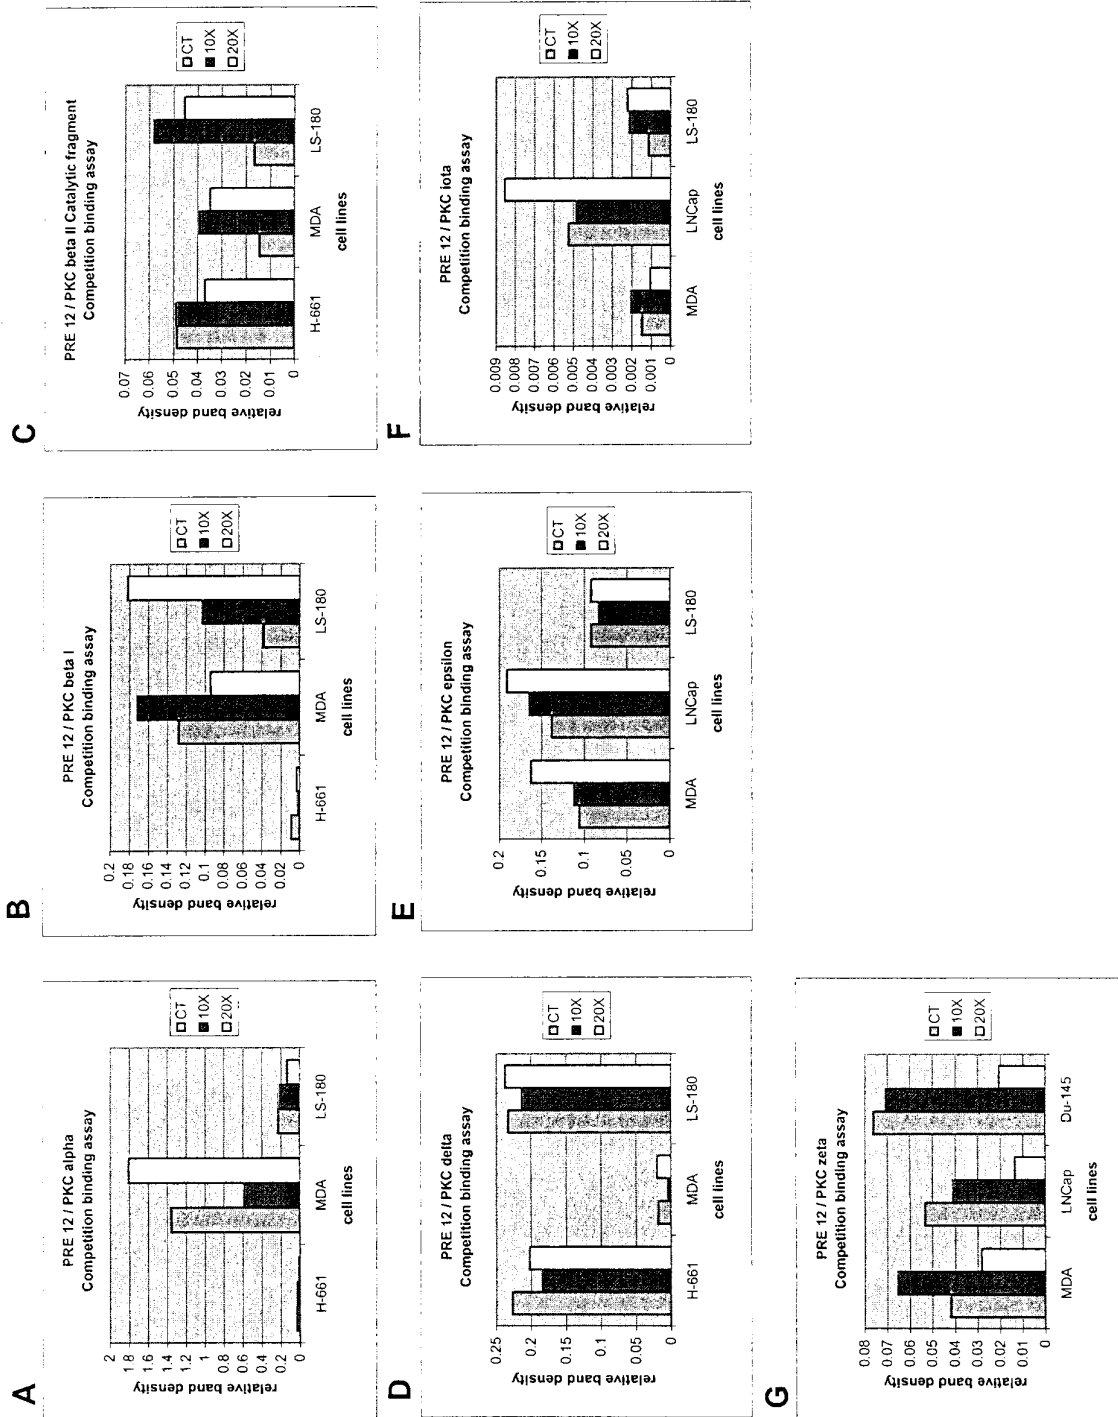 A
PRE 12 / PKC alpha
Competition binding assay
relative band density
2
1.8
1.6
1.4
1.2
1
0.8
0.6
0.4
0.2
0
H-661
MDA
LS-180
cell lines
CT
10X
20X
B
PRE 12 / PKC beta I
Competition binding assay
relative band density
0.2
0.18
0.16
0.14
0.12
0.1
0.08
0.06
0.04
0.02
0
H-661
MDA
LS-180
cell lines
CT
10X
20X
C
PRE 12 / PKC beta II Catalytic fragment
Competition binding assay
relative band density
0.07
0.06
0.05
0.04
0.03
0.02
0.01
0
H-661
MDA
LS-180
cell lines
CT
10X
20X
D
PRE 12 / PKC delta
Competition binding assay
relative band density
0.25
0.2
0.15
0.1
0.05
0
H-661
MDA
LS-180
cell lines
CT
10X
20X
E
PRE 12 / PKC epsilon
Competition binding assay
relative band density
0.2
0.15
0.1
0.05
0
MDA
LNCap
LS-180
cell lines
CT
10X
20X
F
PRE 12 / PKC iota
Competition binding assay
relative band density
0.009
0.008
0.007
0.006
0.005
0.004
0.003
0.002
0.001
0
MDA
LNCap
LS-180
cell lines
CT
10X
20X
G
PRE 12 / PKC zeta
Competition binding assay
relative band density
0.08
0.07
0.06
0.05
0.04
0.03
0.02
0.01
0
MDA
LNCap
Du-145
cell lines
CT
10X
20X